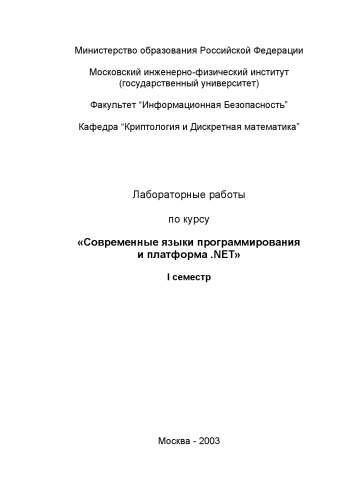 Министерство образования Российской Федерации
Московский инженерно-физический институт
(государственный университет)
Факультет “Информационная Безопасность”
Кафедра “Криптология и Дискретная математика”
Лабораторные работы
по курсу
«Современные языки программирования
и платформа .NET»
I семестр
Москва - 2003